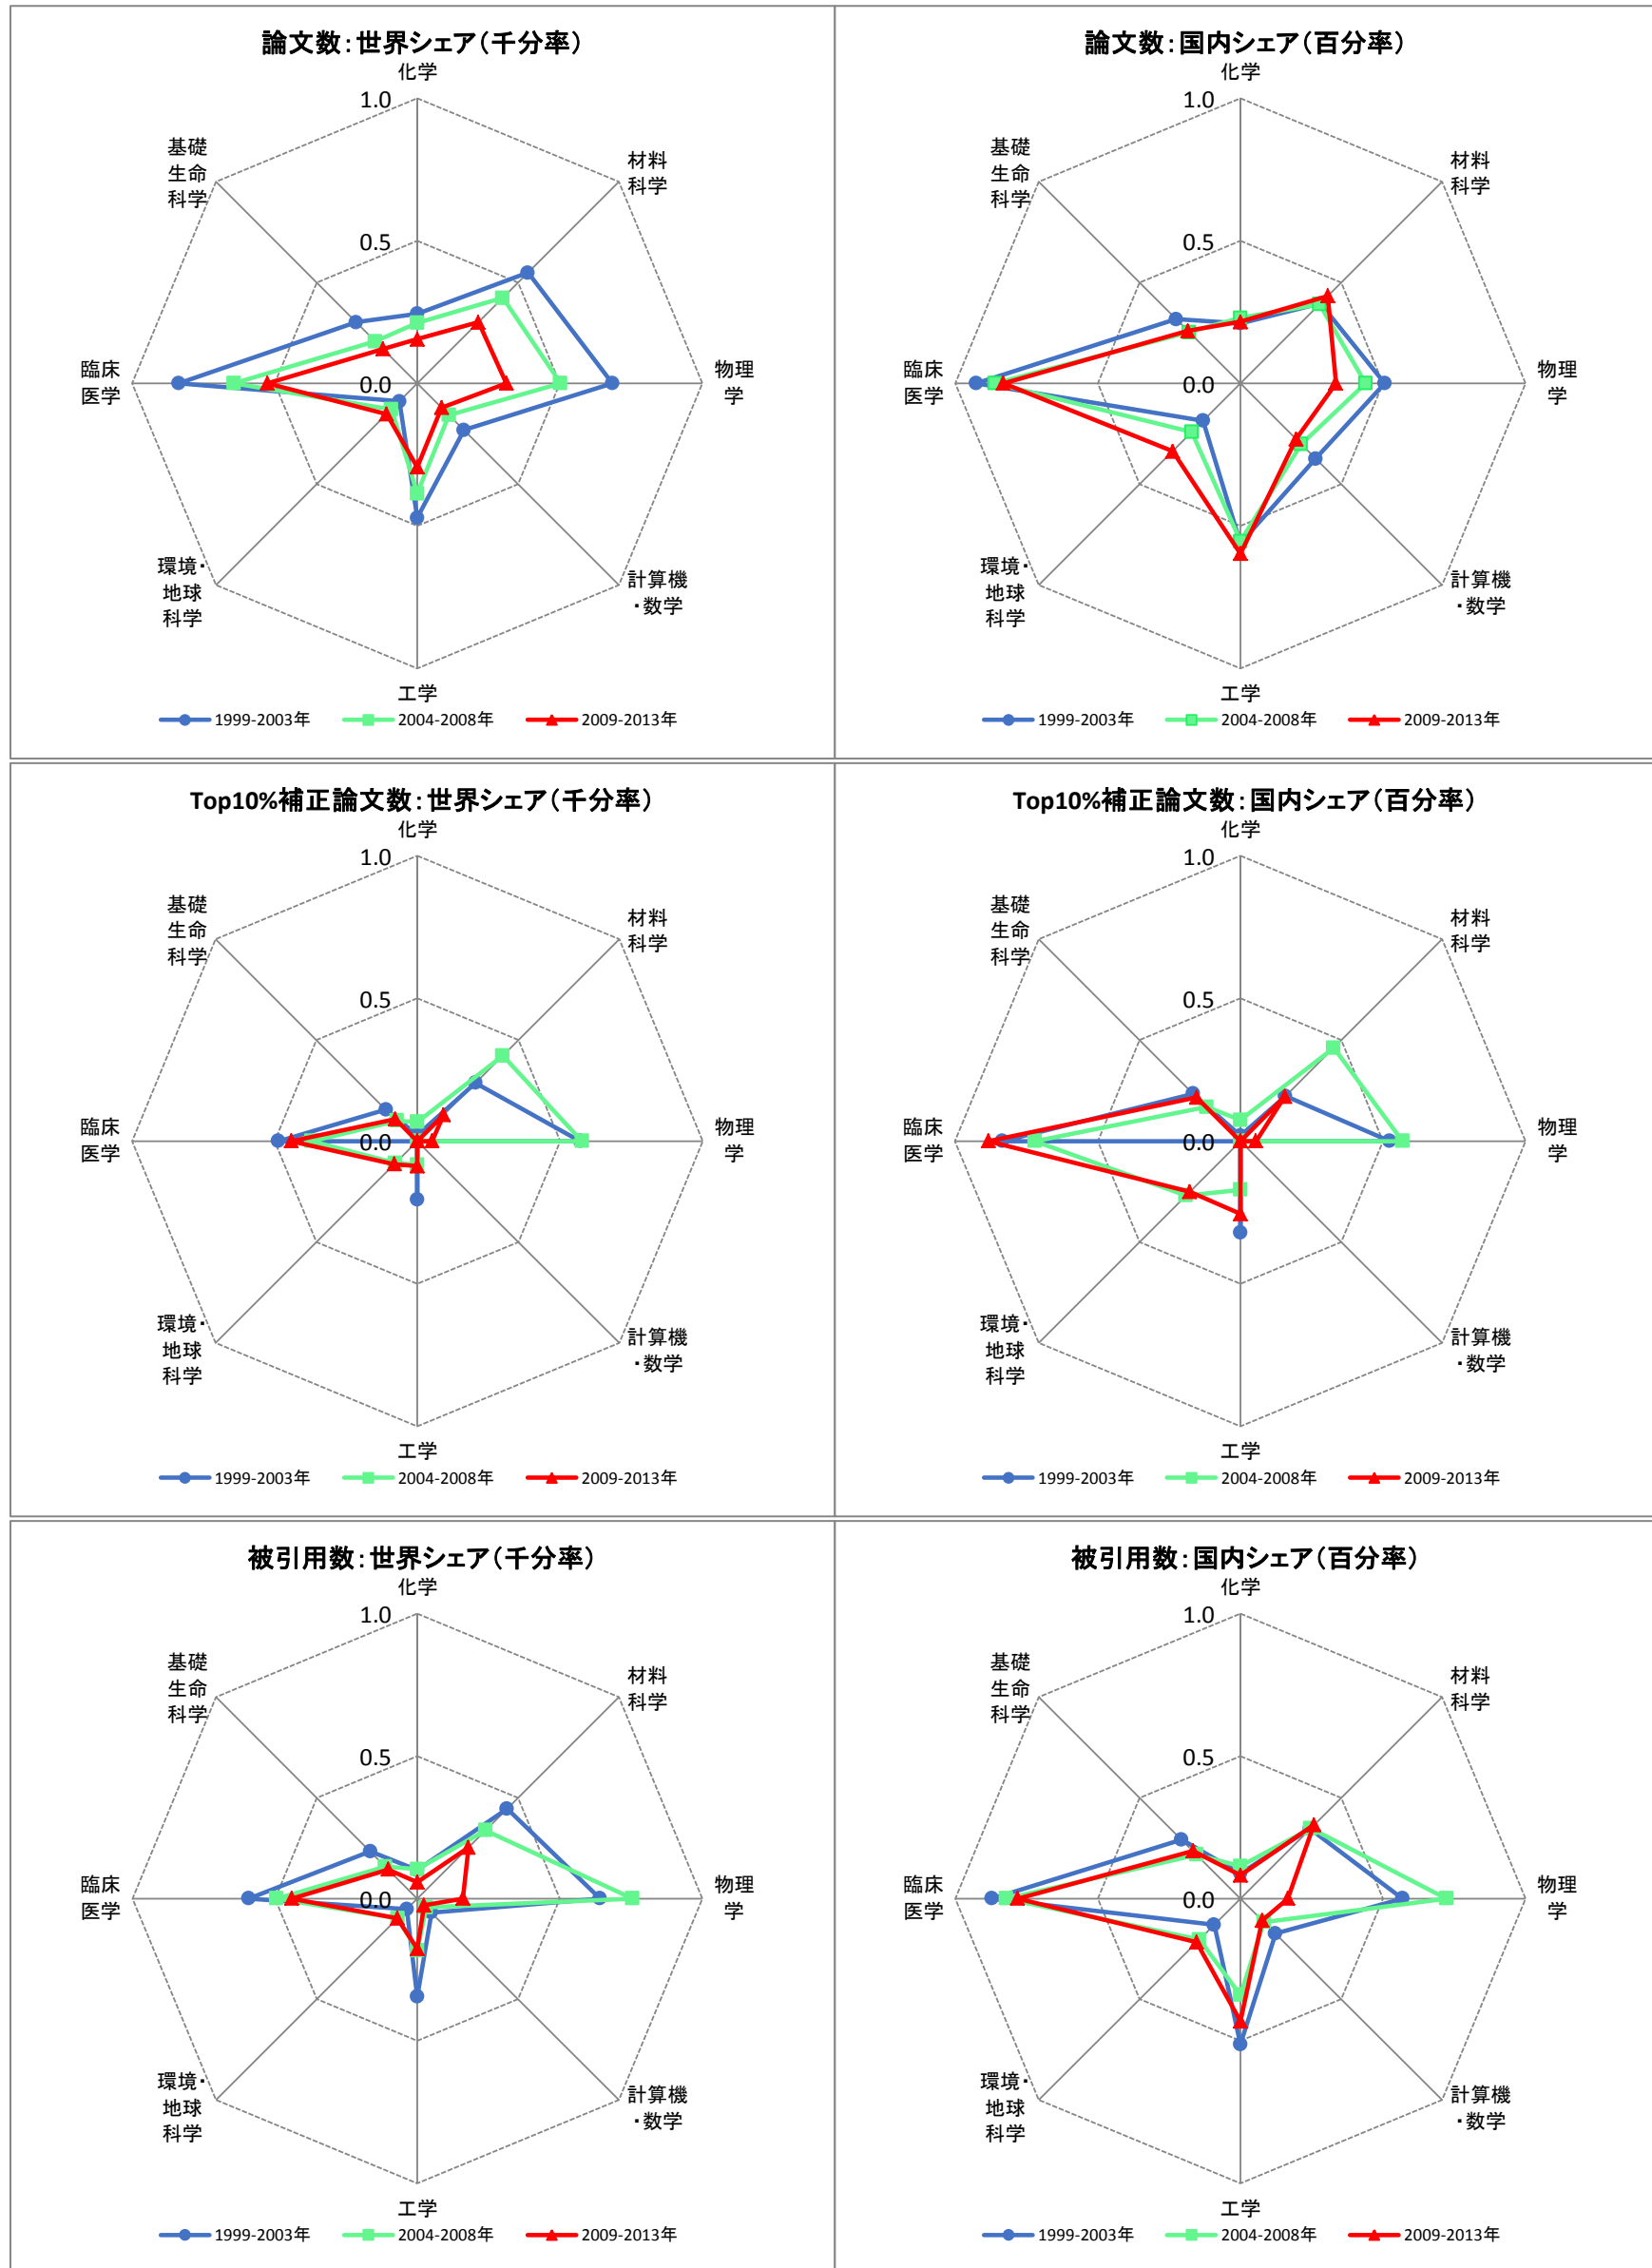 論文数：世界シェア（千分率）
化学
1.0
基礎
生命
科学
材料
科学
0.5
臨床
医学
0.0
物理
学
環境・
地球
科学
計算機
・数学
工学
1999-2003年 2004-2008年 2009-2013年
論文数：国内シェア（百分率）
化学
1.0
基礎
生命
科学
材料
科学
0.5
臨床
医学
0.0
物理
学
環境・
地球
科学
計算機
・数学
工学
1999-2003年 2004-2008年 2009-2013年
Top10%補正論文数：世界シェア（千分率）
化学
1.0
基礎
生命
科学
材料
科学
0.5
臨床
医学
0.0
物理
学
環境・
地球
科学
計算機
・数学
工学
1999-2003年 2004-2008年 2009-2013年
Top10%補正論文数：国内シェア（百分率）
化学
1.0
基礎
生命
科学
材料
科学
0.5
臨床
医学
0.0
物理
学
環境・
地球
科学
計算機
・数学
工学
1999-2003年 2004-2008年 2009-2013年
被引用数：世界シェア（千分率）
化学
1.0
基礎
生命
科学
材料
科学
0.5
臨床
医学
0.0
物理
学
環境・
地球
科学
計算機
・数学
工学
1999-2003年 2004-2008年 2009-2013年
被引用数：国内シェア（百分率）
化学
1.0
基礎
生命
科学
材料
科学
0.5
臨床
医学
0.0
物理
学
環境・
地球
科学
計算機
・数学
工学
1999-2003年 2004-2008年 2009-2013年